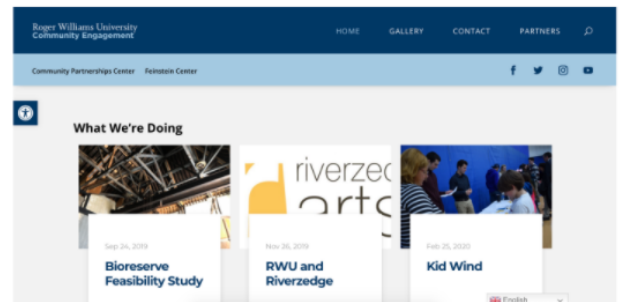 Roger Williams University
Community Engagement
HOME GALLERY CONTACT PARTNERS
Community Partnerships Center Feinstein Center
What We're Doing
riverzed
arts
Sep 24, 2019
Bioreserve
Feasibility Study
Nov 26, 2019
RWU and
Riverzedge
Feb 25, 2020
Kid Wind
English